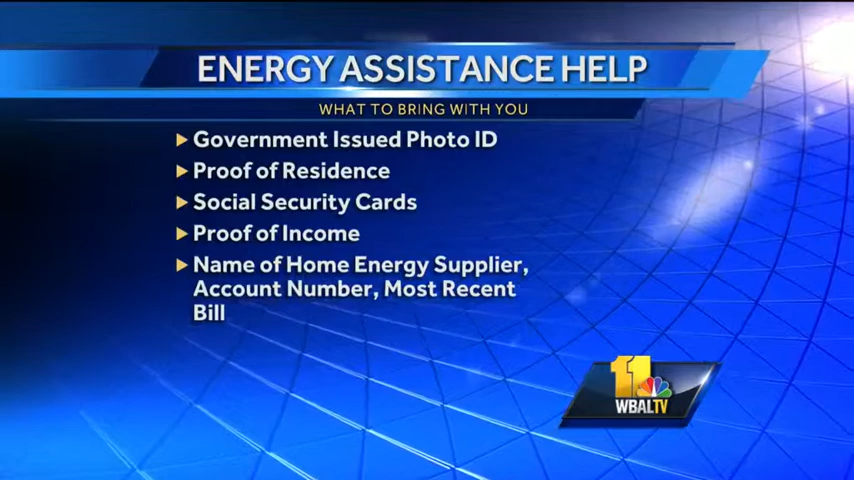 ENERGY ASSISTANCE HELP
WHAT TO BRING WITH YOU
Government Issued Photo ID
Proof of Residence
Social Security Cards
Proof of Income
Name of Home Energy Supplier,
Account Number, Most Recent
Bill
11
WBALTV